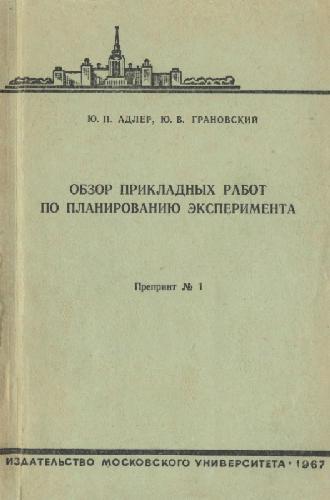 Ю. П. АДЛЕР, Ю. В. ГРАНОВСКИЙ
ОБЗОР ПРИКЛАДНЫХ РАБОТ
ПО ПЛАНИРОВАНИЮ ЭКСПЕРИМЕНТА
Препринт № 1
ИЗДАТЕЛЬСТВО МОСКОВСКОГО УНИВЕРСИТЕТА · 1967